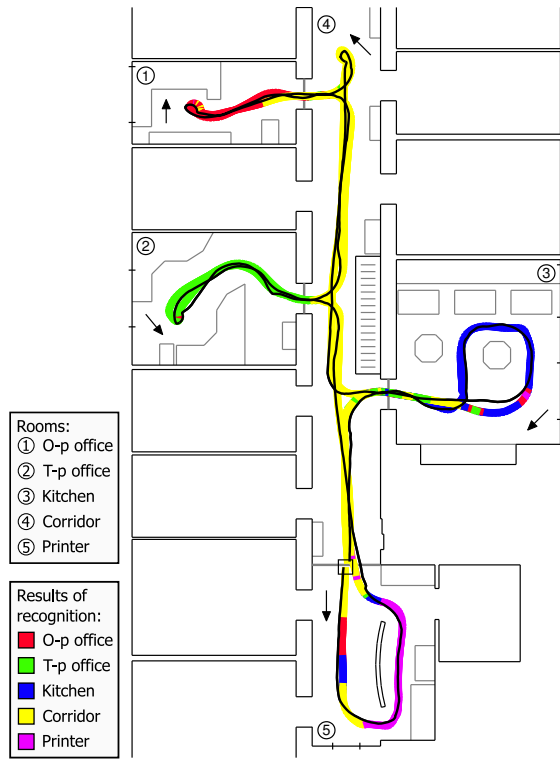 ④
①
②
③
Rooms:
① O-p office
② T-p office
③ Kitchen
④ Corridor
⑤ Printer
Results of
recognition:
O-p office
T-p office
Kitchen
Corridor
Printer
⑤